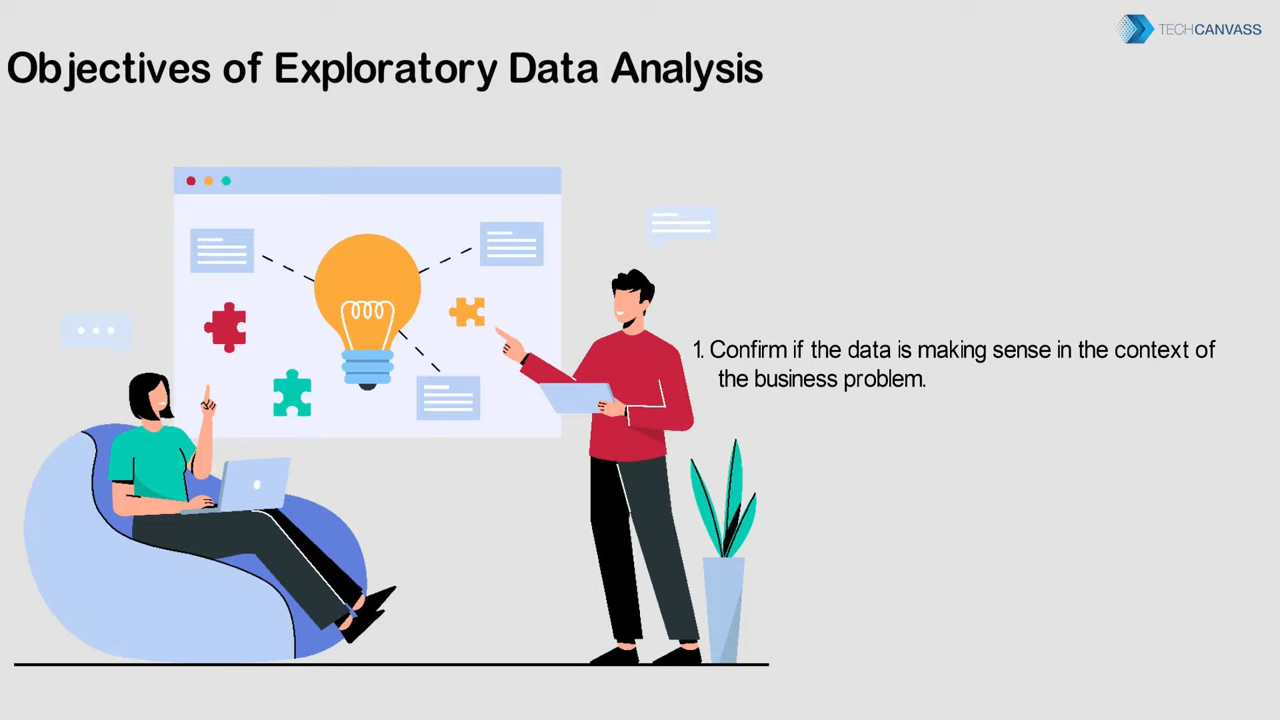 TECHCANVASS
Objectives of Exploratory Data Analysis
1. Confirm if the data is making sense in the context of
the business problem.